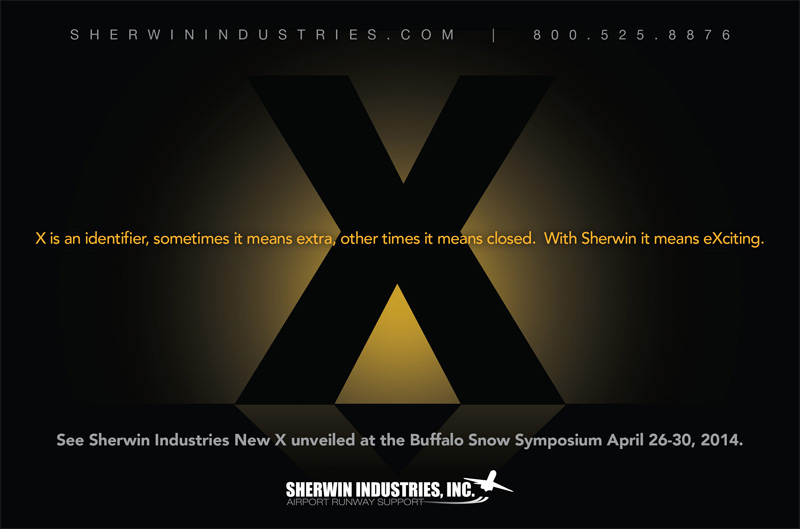 SHERWININDUSTRIES.COM | 800.525.8876
X
X is an identifier, sometimes it means extra, other times it means closed. With Sherwin it means eXciting.
See Sherwin Industries New X unveiled at the Buffalo Snow Symposium April 26-30, 2014.
SHERWIN INDUSTRIES, INC.
AIRPORT RUNWAY SUPPORT